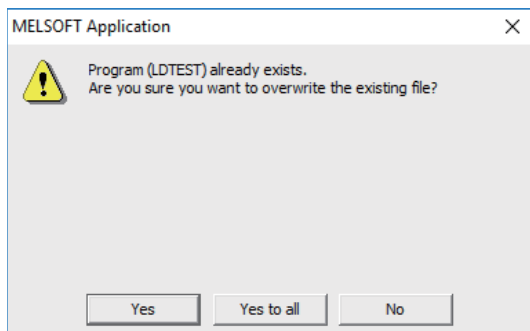 MELSOFT Application
Program (LDTEST) already exists.
Are you sure you want to overwrite the existing file?
Yes
Yes to all
No